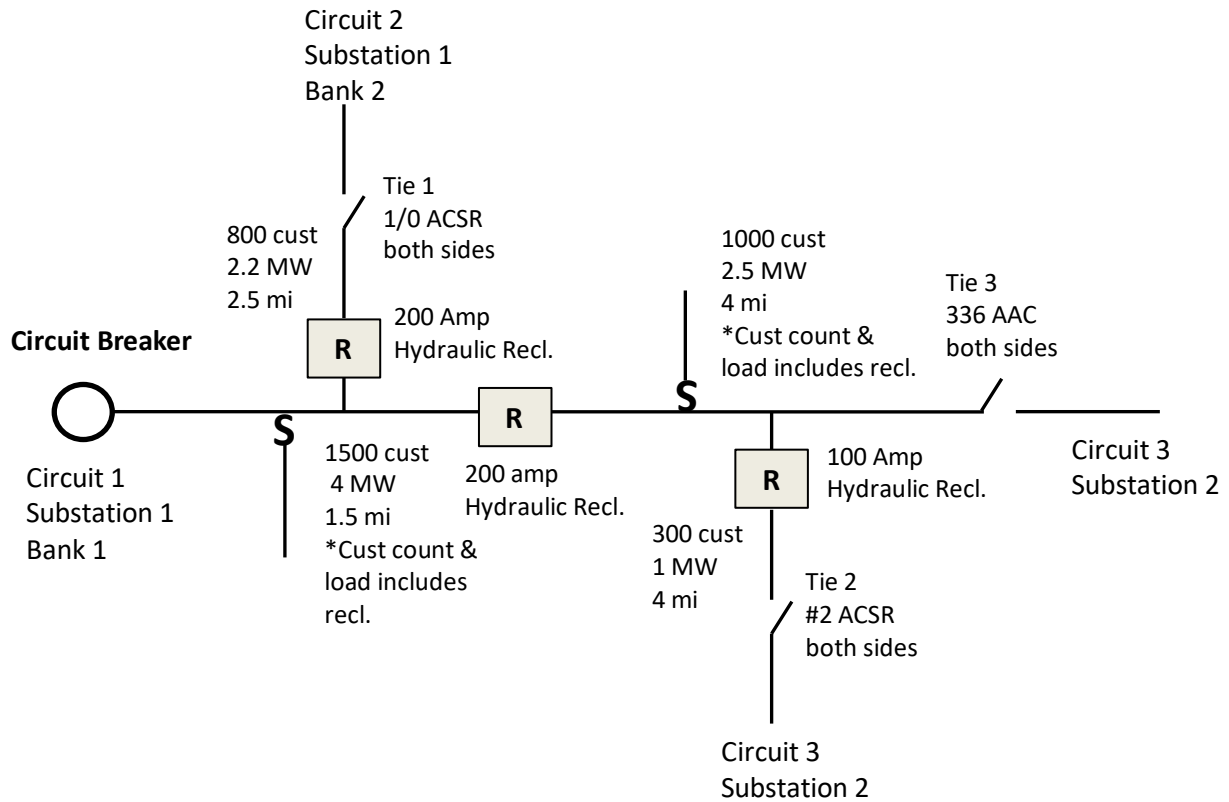 Circuit 2
Substation 1
Bank 2
Tie 1
1/0 ACSR
both sides
800 cust
2.2 MW
2.5 mi
200 Amp
Hydraulic Recl.
R
Circuit Breaker
Circuit 1
Substation 1
Bank 1
S
1500 cust
4 MW
1.5 mi
*Cust count &
load includes
recl.
R
200 amp
Hydraulic Recl.
1000 cust
2.5 MW
4 mi
*Cust count &
load includes recl.
S
Tie 3
336 AAC
both sides
Circuit 3
Substation 2
R
100 Amp
Hydraulic Recl.
300 cust
1 MW
4 mi
Tie 2
#2 ACSR
both sides
Circuit 3
Substation 2